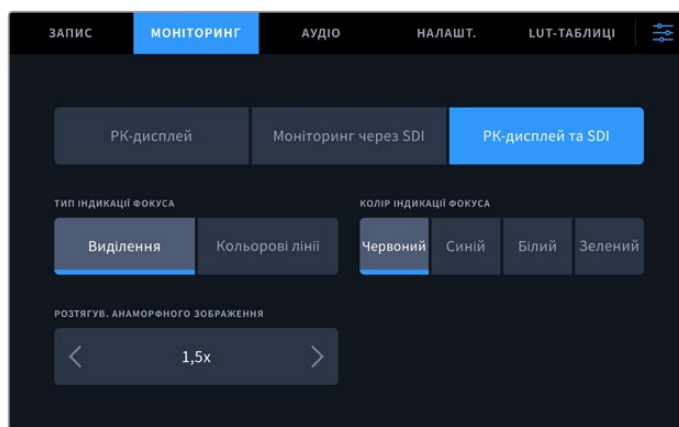 ЗАПИС МОНІТОРИНГ АУДІО НАЛАШТ. LUT-ТАБЛИЦІ
РК-дисплей Моніторинг через SDI РК-дисплей та SDI
ТИП ІНДИКАЦІЇ ФОКУСА КОЛІР ІНДИКАЦІЇ ФОКУСА
Виділення Кольорові лінії Червоний Синій Білий Зелений
РОЗТЯГУВ. АНАМОРФНОГО ЗОБРАЖЕННЯ
1,5x